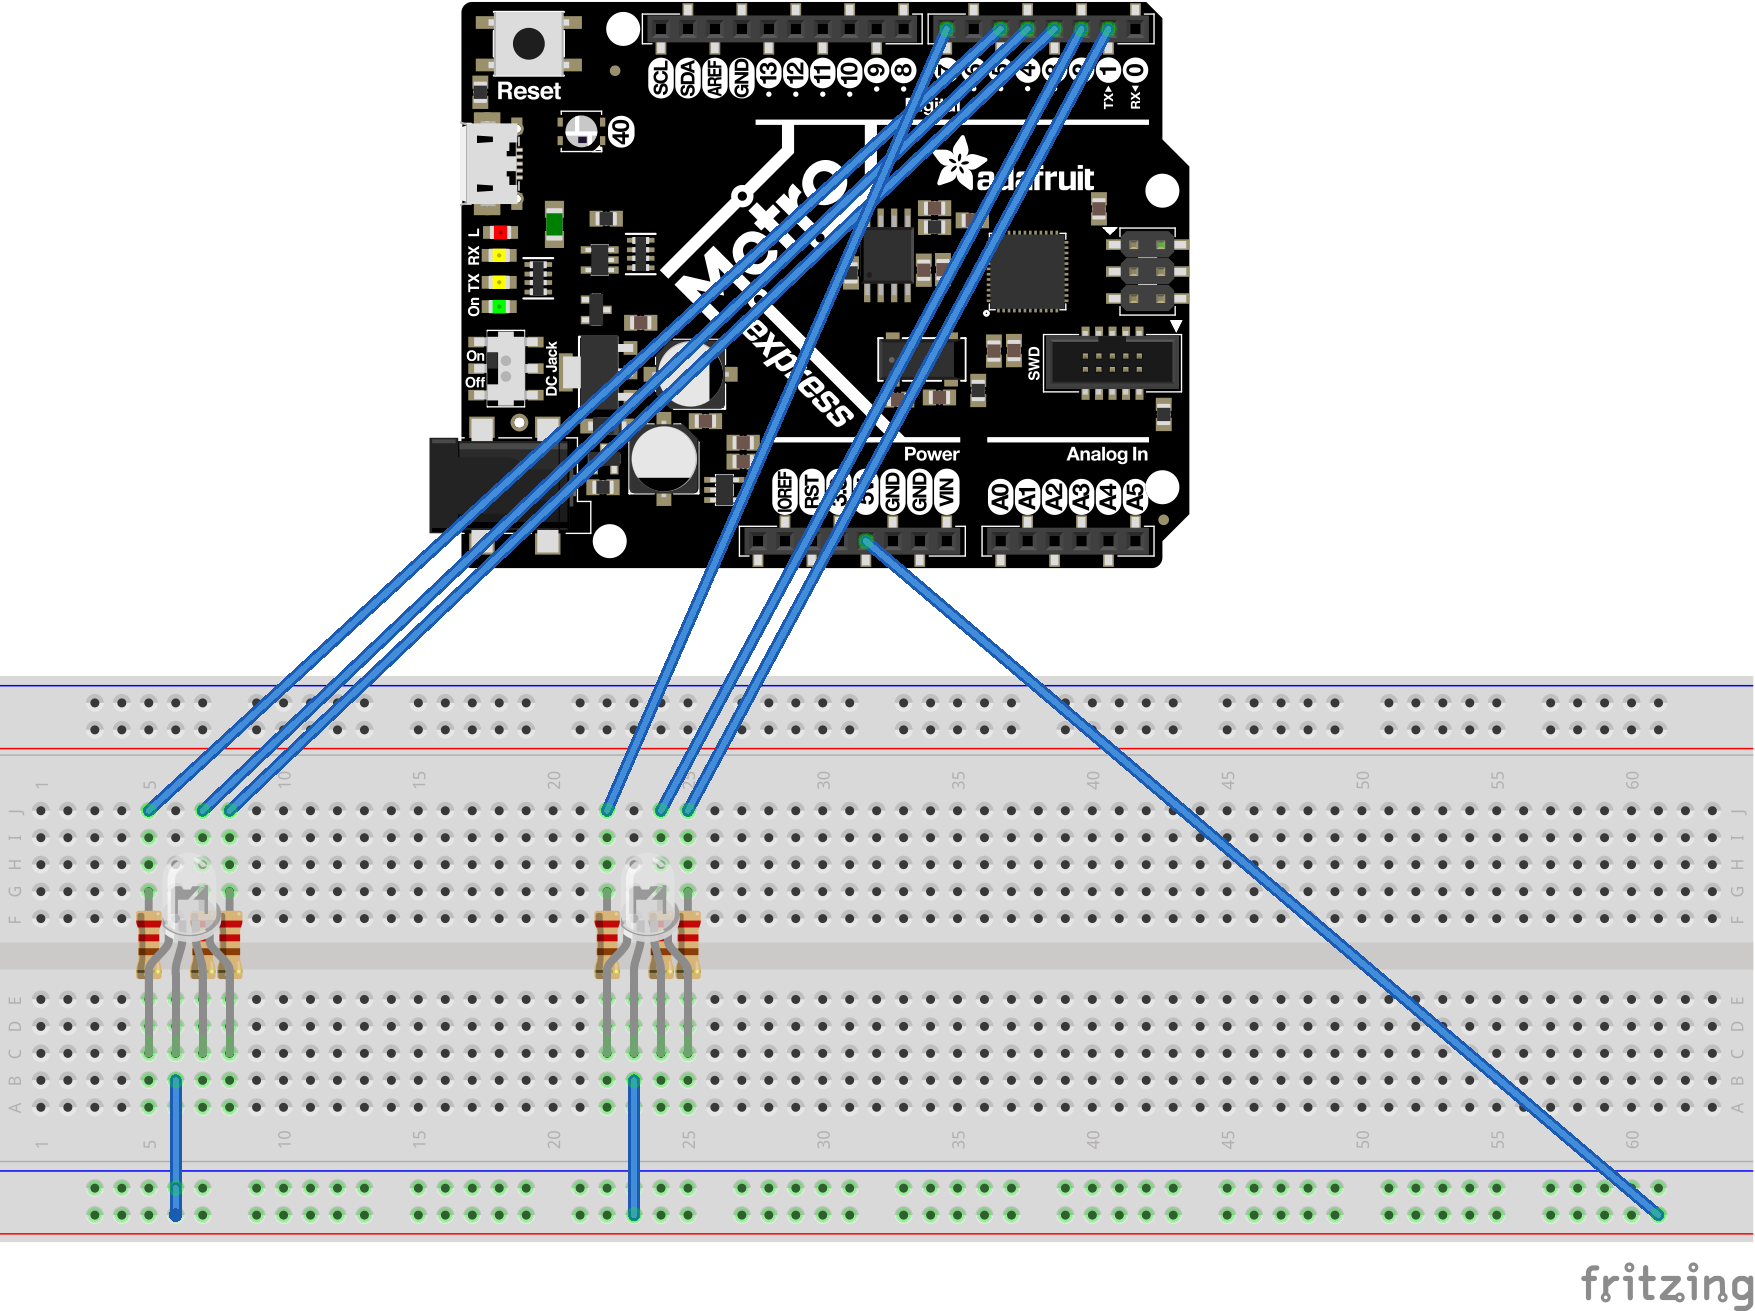 SCL SDA AREF GND 13 12 11 10 9 8 7 5 4 1 0
TX RX
Reset
Digital
40
adafruit
Metro
express
L
RX
TX
On
On
Off
DC Jack
SWD
Power
Analog In
IOREF RST GND GND VIN A0 A1 A2 A3 A4 A5
1 5 10 15 20 25 30 35 40 45 50 55 60
J J
I I
H H
G G
F F
E E
D D
C C
B B
A A
1 5 10 15 20 25 30 35 40 45 50 55 60
fritzing